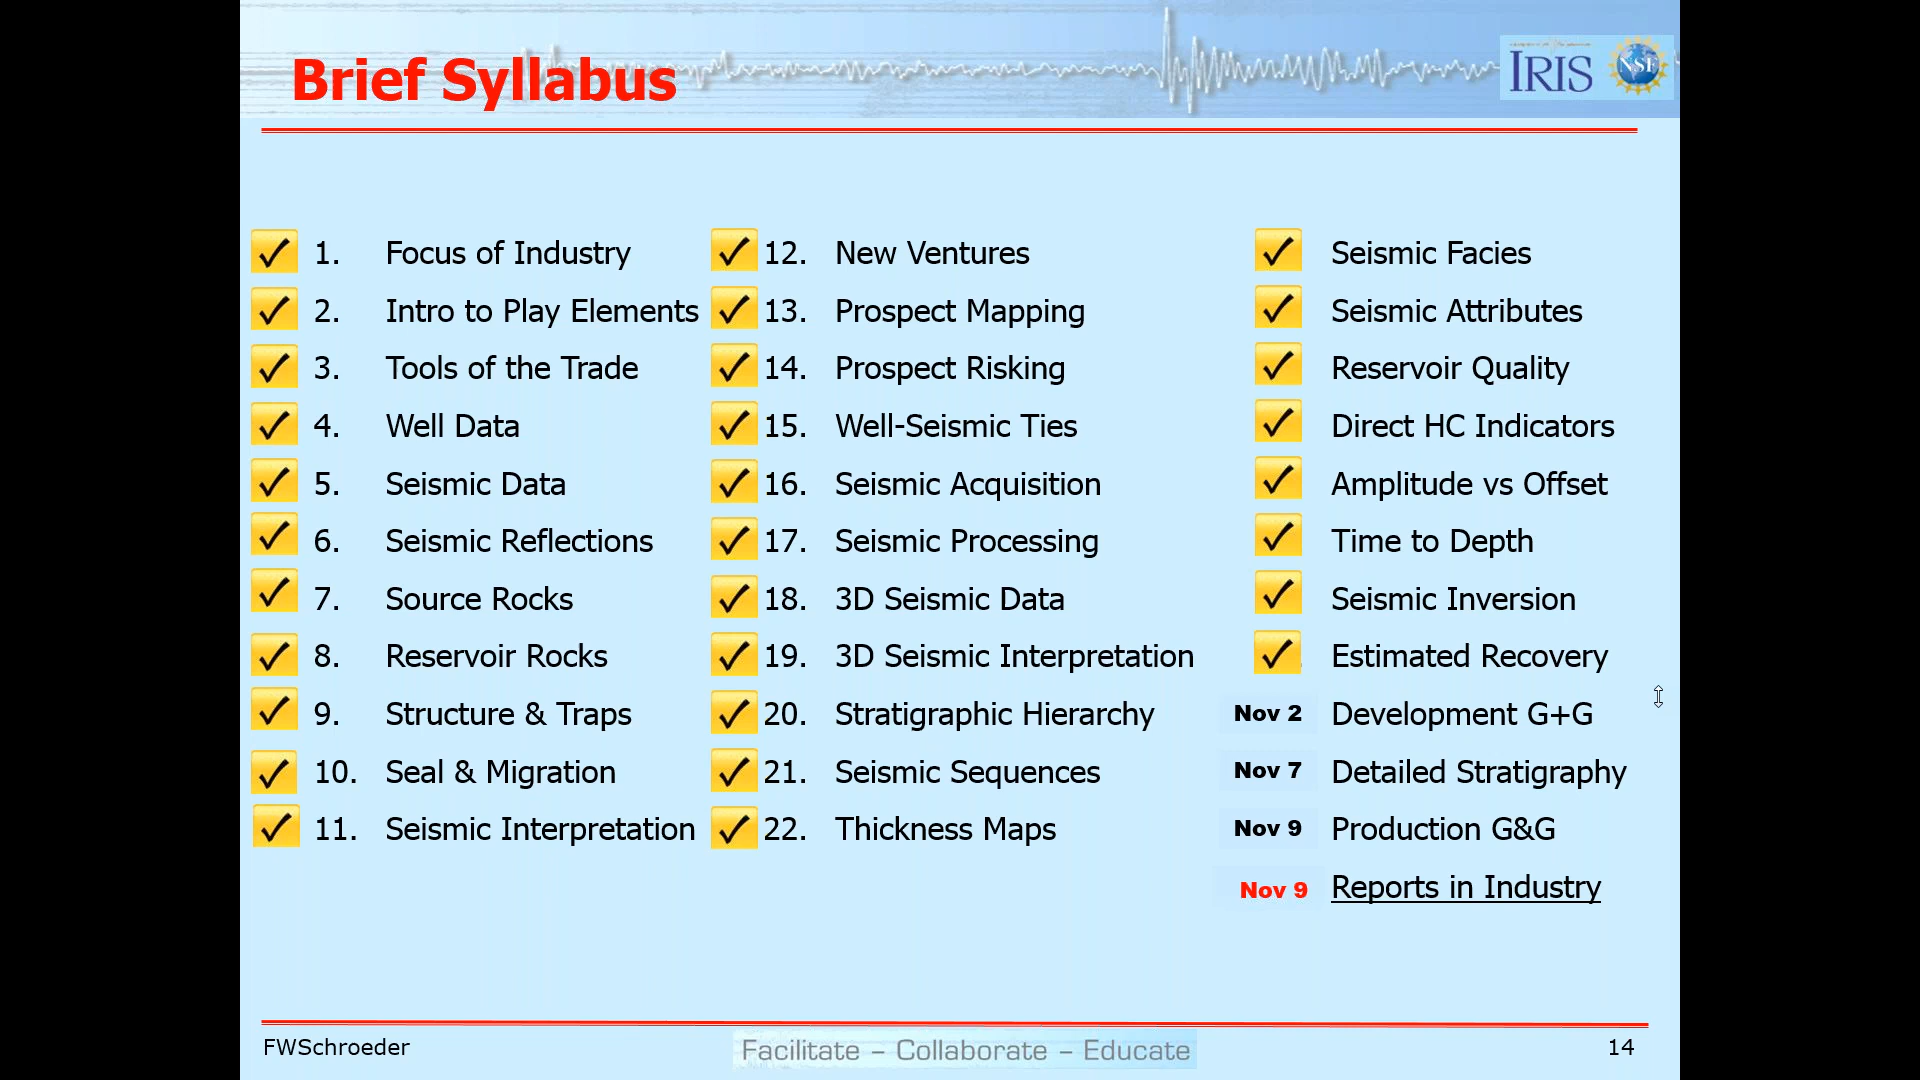 Brief Syllabus
IRIS
NSF
1. Focus of Industry
2. Intro to Play Elements
3. Tools of the Trade
4. Well Data
5. Seismic Data
6. Seismic Reflections
7. Source Rocks
8. Reservoir Rocks
9. Structure & Traps
10. Seal & Migration
11. Seismic Interpretation
12. New Ventures
13. Prospect Mapping
14. Prospect Risking
15. Well-Seismic Ties
16. Seismic Acquisition
17. Seismic Processing
18. 3D Seismic Data
19. 3D Seismic Interpretation
20. Stratigraphic Hierarchy
21. Seismic Sequences
22. Thickness Maps
Seismic Facies
Seismic Attributes
Reservoir Quality
Direct HC Indicators
Amplitude vs Offset
Time to Depth
Seismic Inversion
Estimated Recovery
Nov 2 Development G+G
Nov 7 Detailed Stratigraphy
Nov 9 Production G&G
Nov 9 Reports in Industry
FWSchroeder
Facilitate – Collaborate – Educate
14